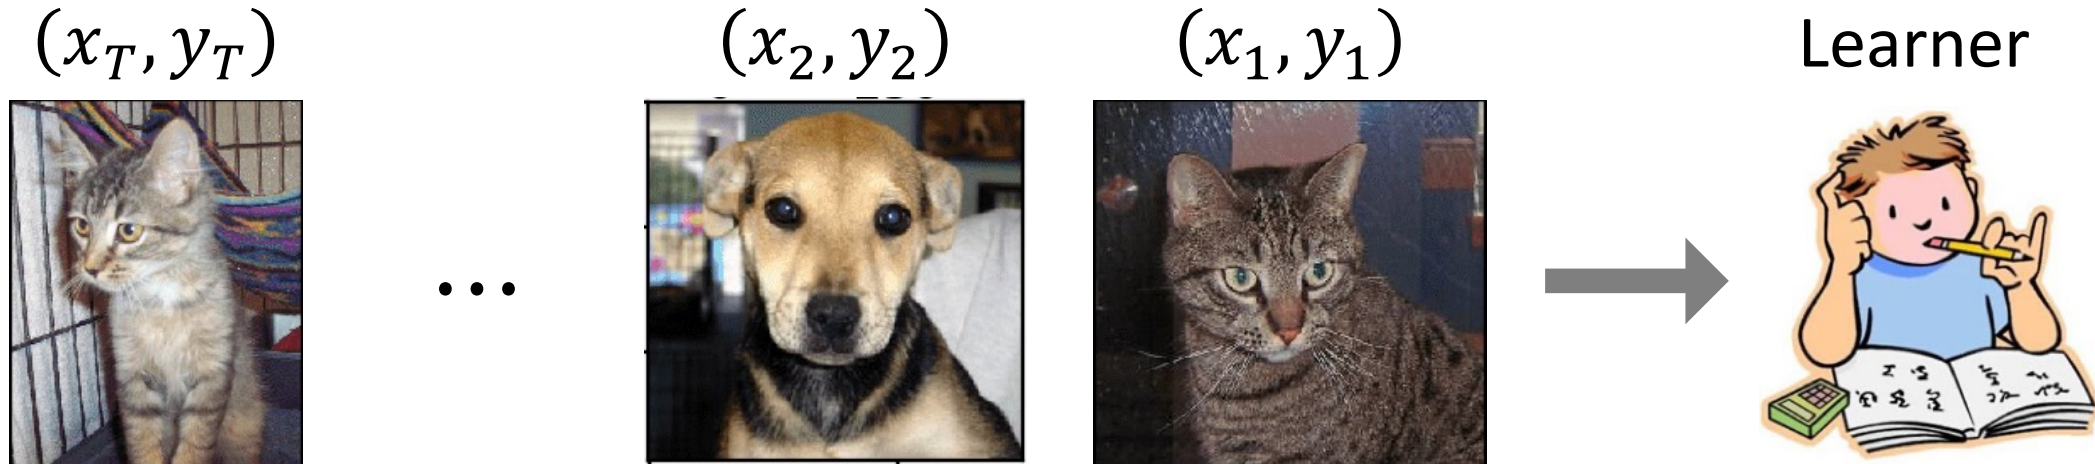 (x_T, y_T)
(x_2, y_2)
(x_1, y_1)
Learner
...